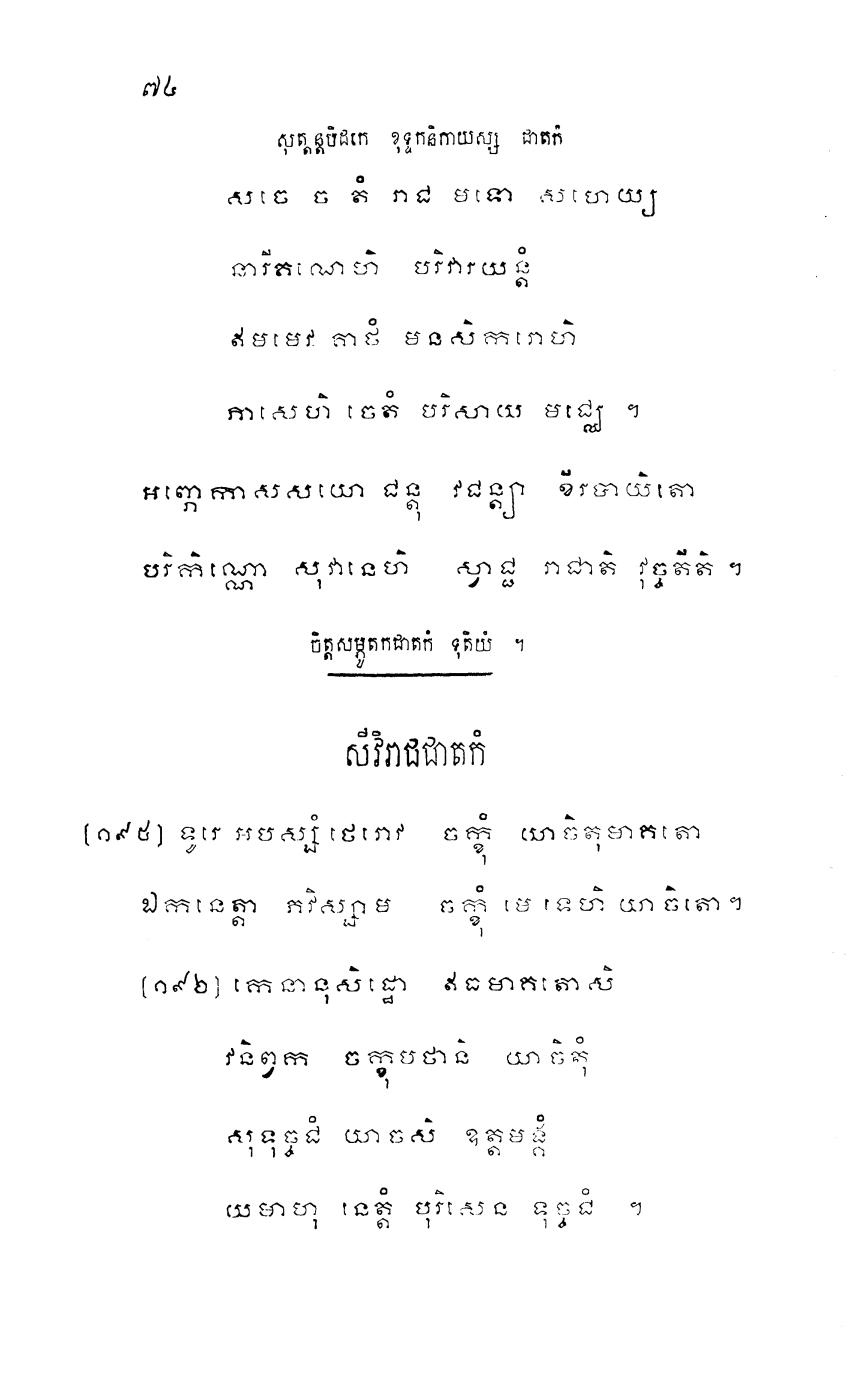 ៧៤
សុត្តន្តបិដកេ ខុទ្ទកនិកាយស្ស ជាតកំ
សចេ ច តំ រាជ មទោ សហេយ្យ
នារីគណេហិ បរិវារយន្តំ
ឥមមេវ គាថំ មនសិករោហិ
ភាសេហិ ចេតំ បរិសាយ មជ្ឈេ ។
អព្ភោកាសសយោ ជន្តុ វជន្ត្យា ខីរបាយិតោ
បរិកិណ្ណោ សុវានេហិ ស្វាជ្ជ រាជាតិ វុច្ចតីតិ ។
ចិត្តសម្ភូតកជាតកំ ទុតិយំ ។
សីវិរាជជាតកំ
[១៩៥] ទូរេ អបស្សំ ថេរោវ ចក្ខុំ យាចិតុមាគតោ
ឯកនេត្តា ភវិស្សាម ចក្ខុំ មេ ទេហិ យាចិតោ។
[១៩៦] កេនានុសិដ្ឋោ ឥធមាគតោសិ
វនិព្វក ចក្ខុបថានិ យាចិតុំ
សុទុច្ចជំ យាចសិ ឧត្តមង្គំ
យមាហុ នេត្តំ បុរិសេន ទុច្ចជំ ។